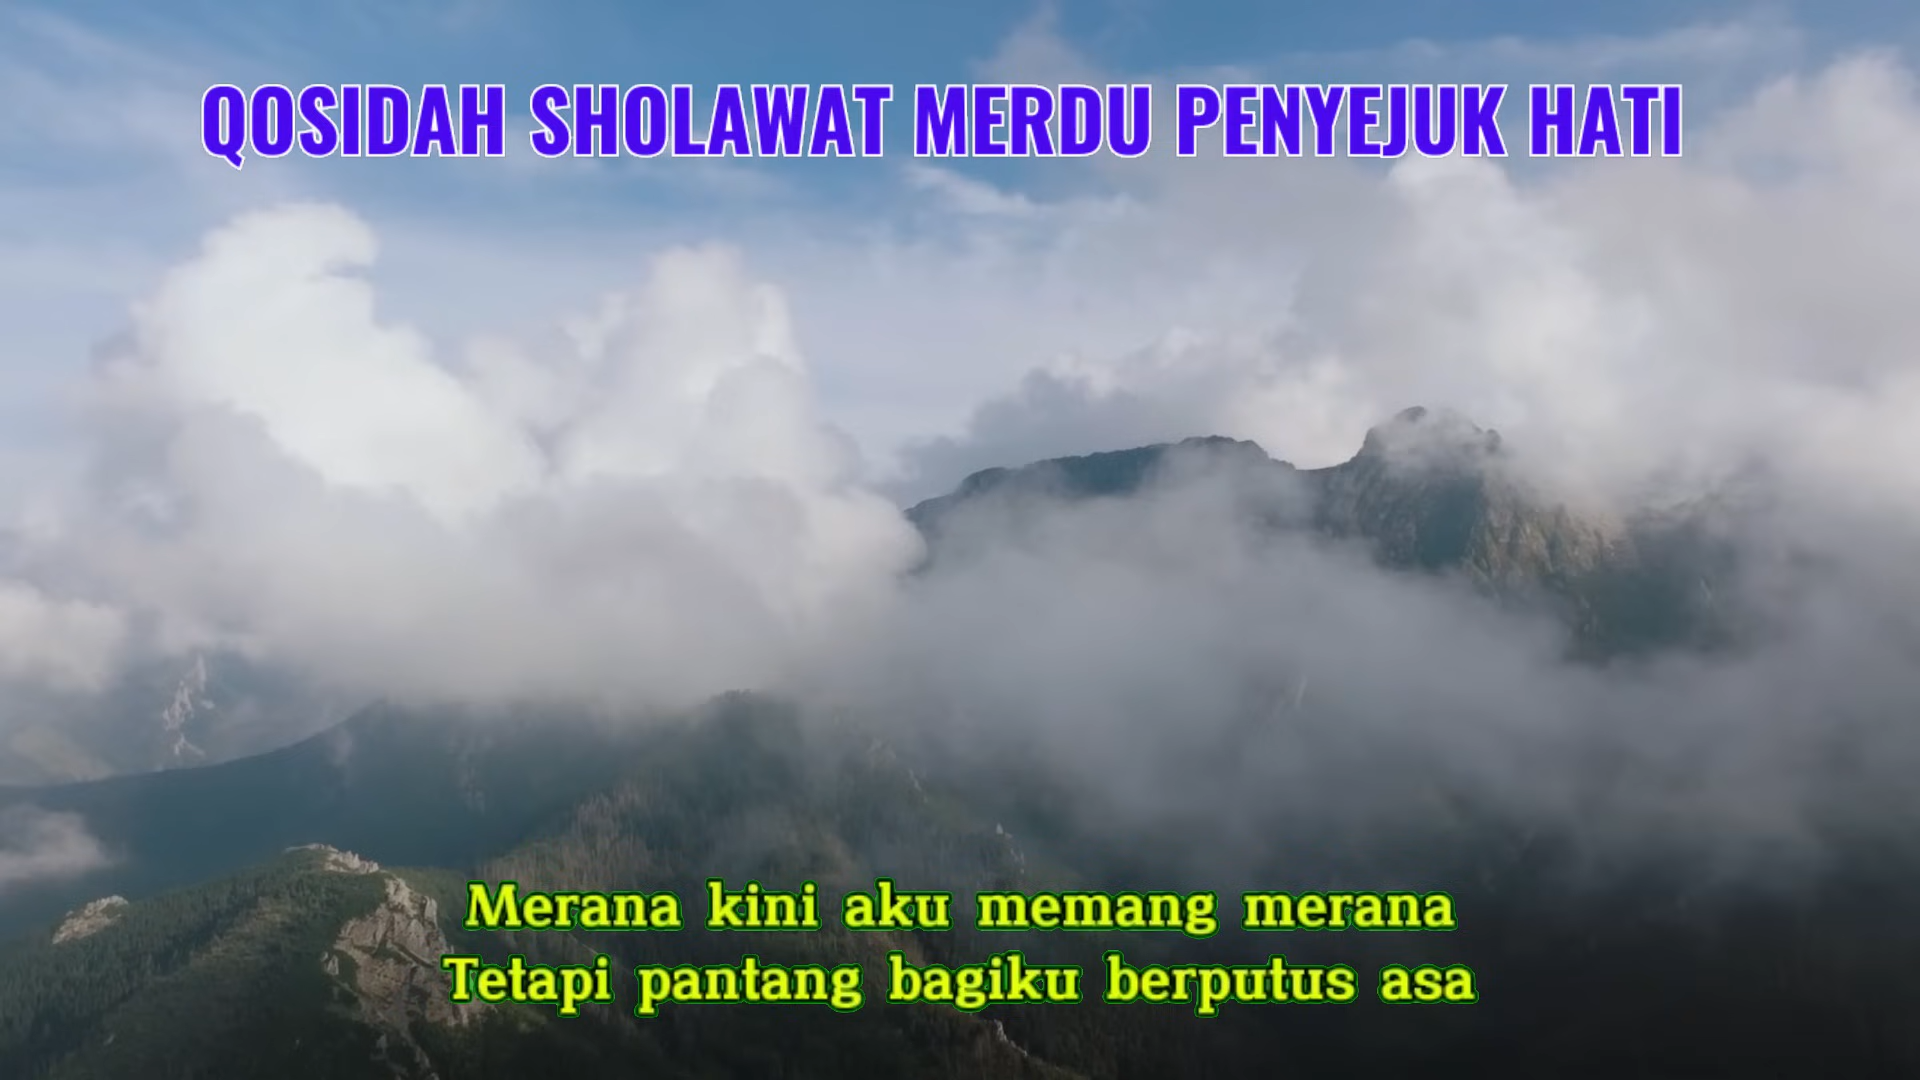 QOSIDAH SHOLAWAT MERDU PENYEJUK HATI
Merana kini aku memang merana
Tetapi pantang bagiku berputus asa